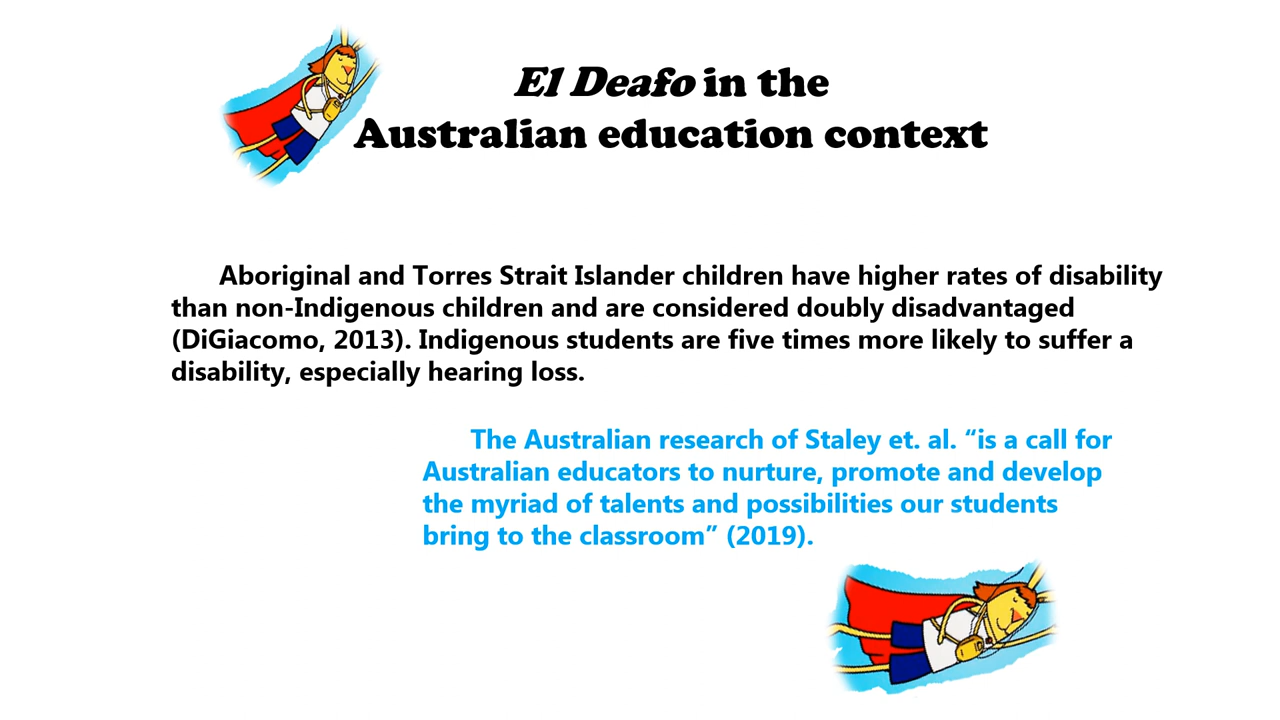 El Deafo in the
Australian education context
Aboriginal and Torres Strait Islander children have higher rates of disability
than non-Indigenous children and are considered doubly disadvantaged
(DiGiacomo, 2013). Indigenous students are five times more likely to suffer a
disability, especially hearing loss.
The Australian research of Staley et. al. “is a call for
Australian educators to nurture, promote and develop
the myriad of talents and possibilities our students
bring to the classroom” (2019).